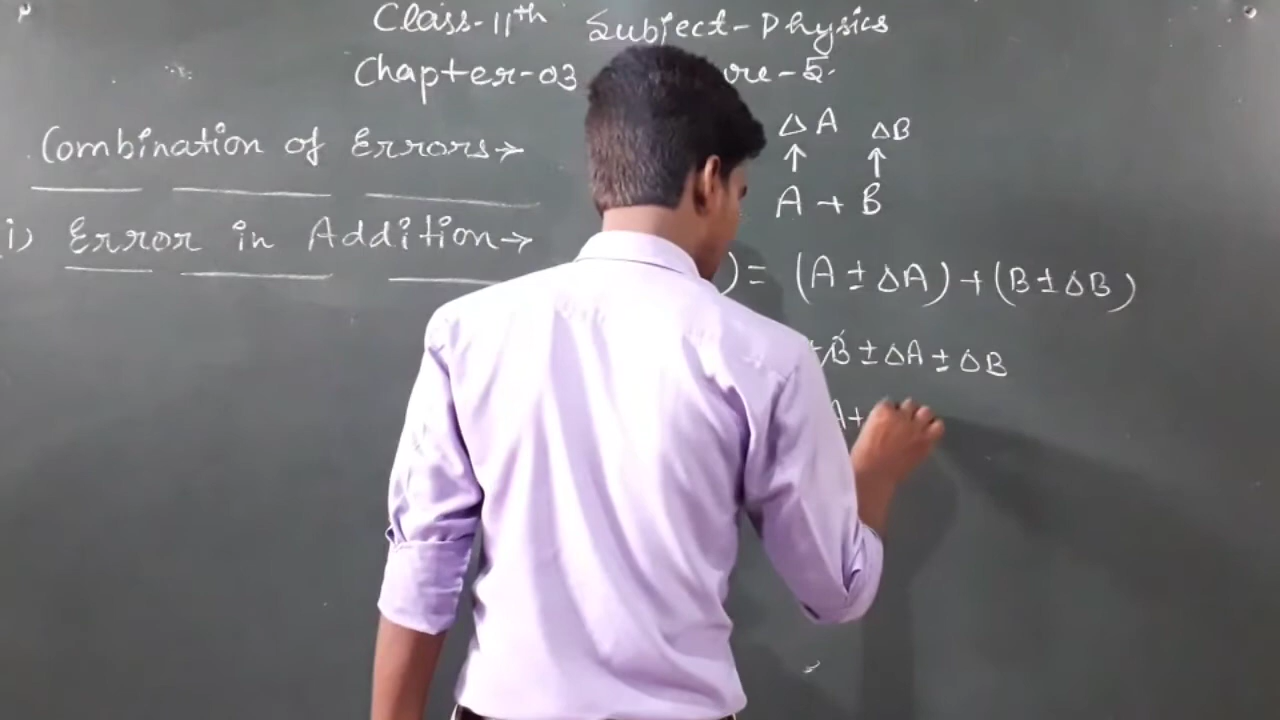 Class-11th Subject-Physics
Chapter-03 ure-5.
ΔA ΔB
↑ ↑
Combination of Errors→
A + B
i) Error in Addition→
) = (A ± ΔA) + (B ± ΔB)
+ B ± ΔA ± ΔB
A +